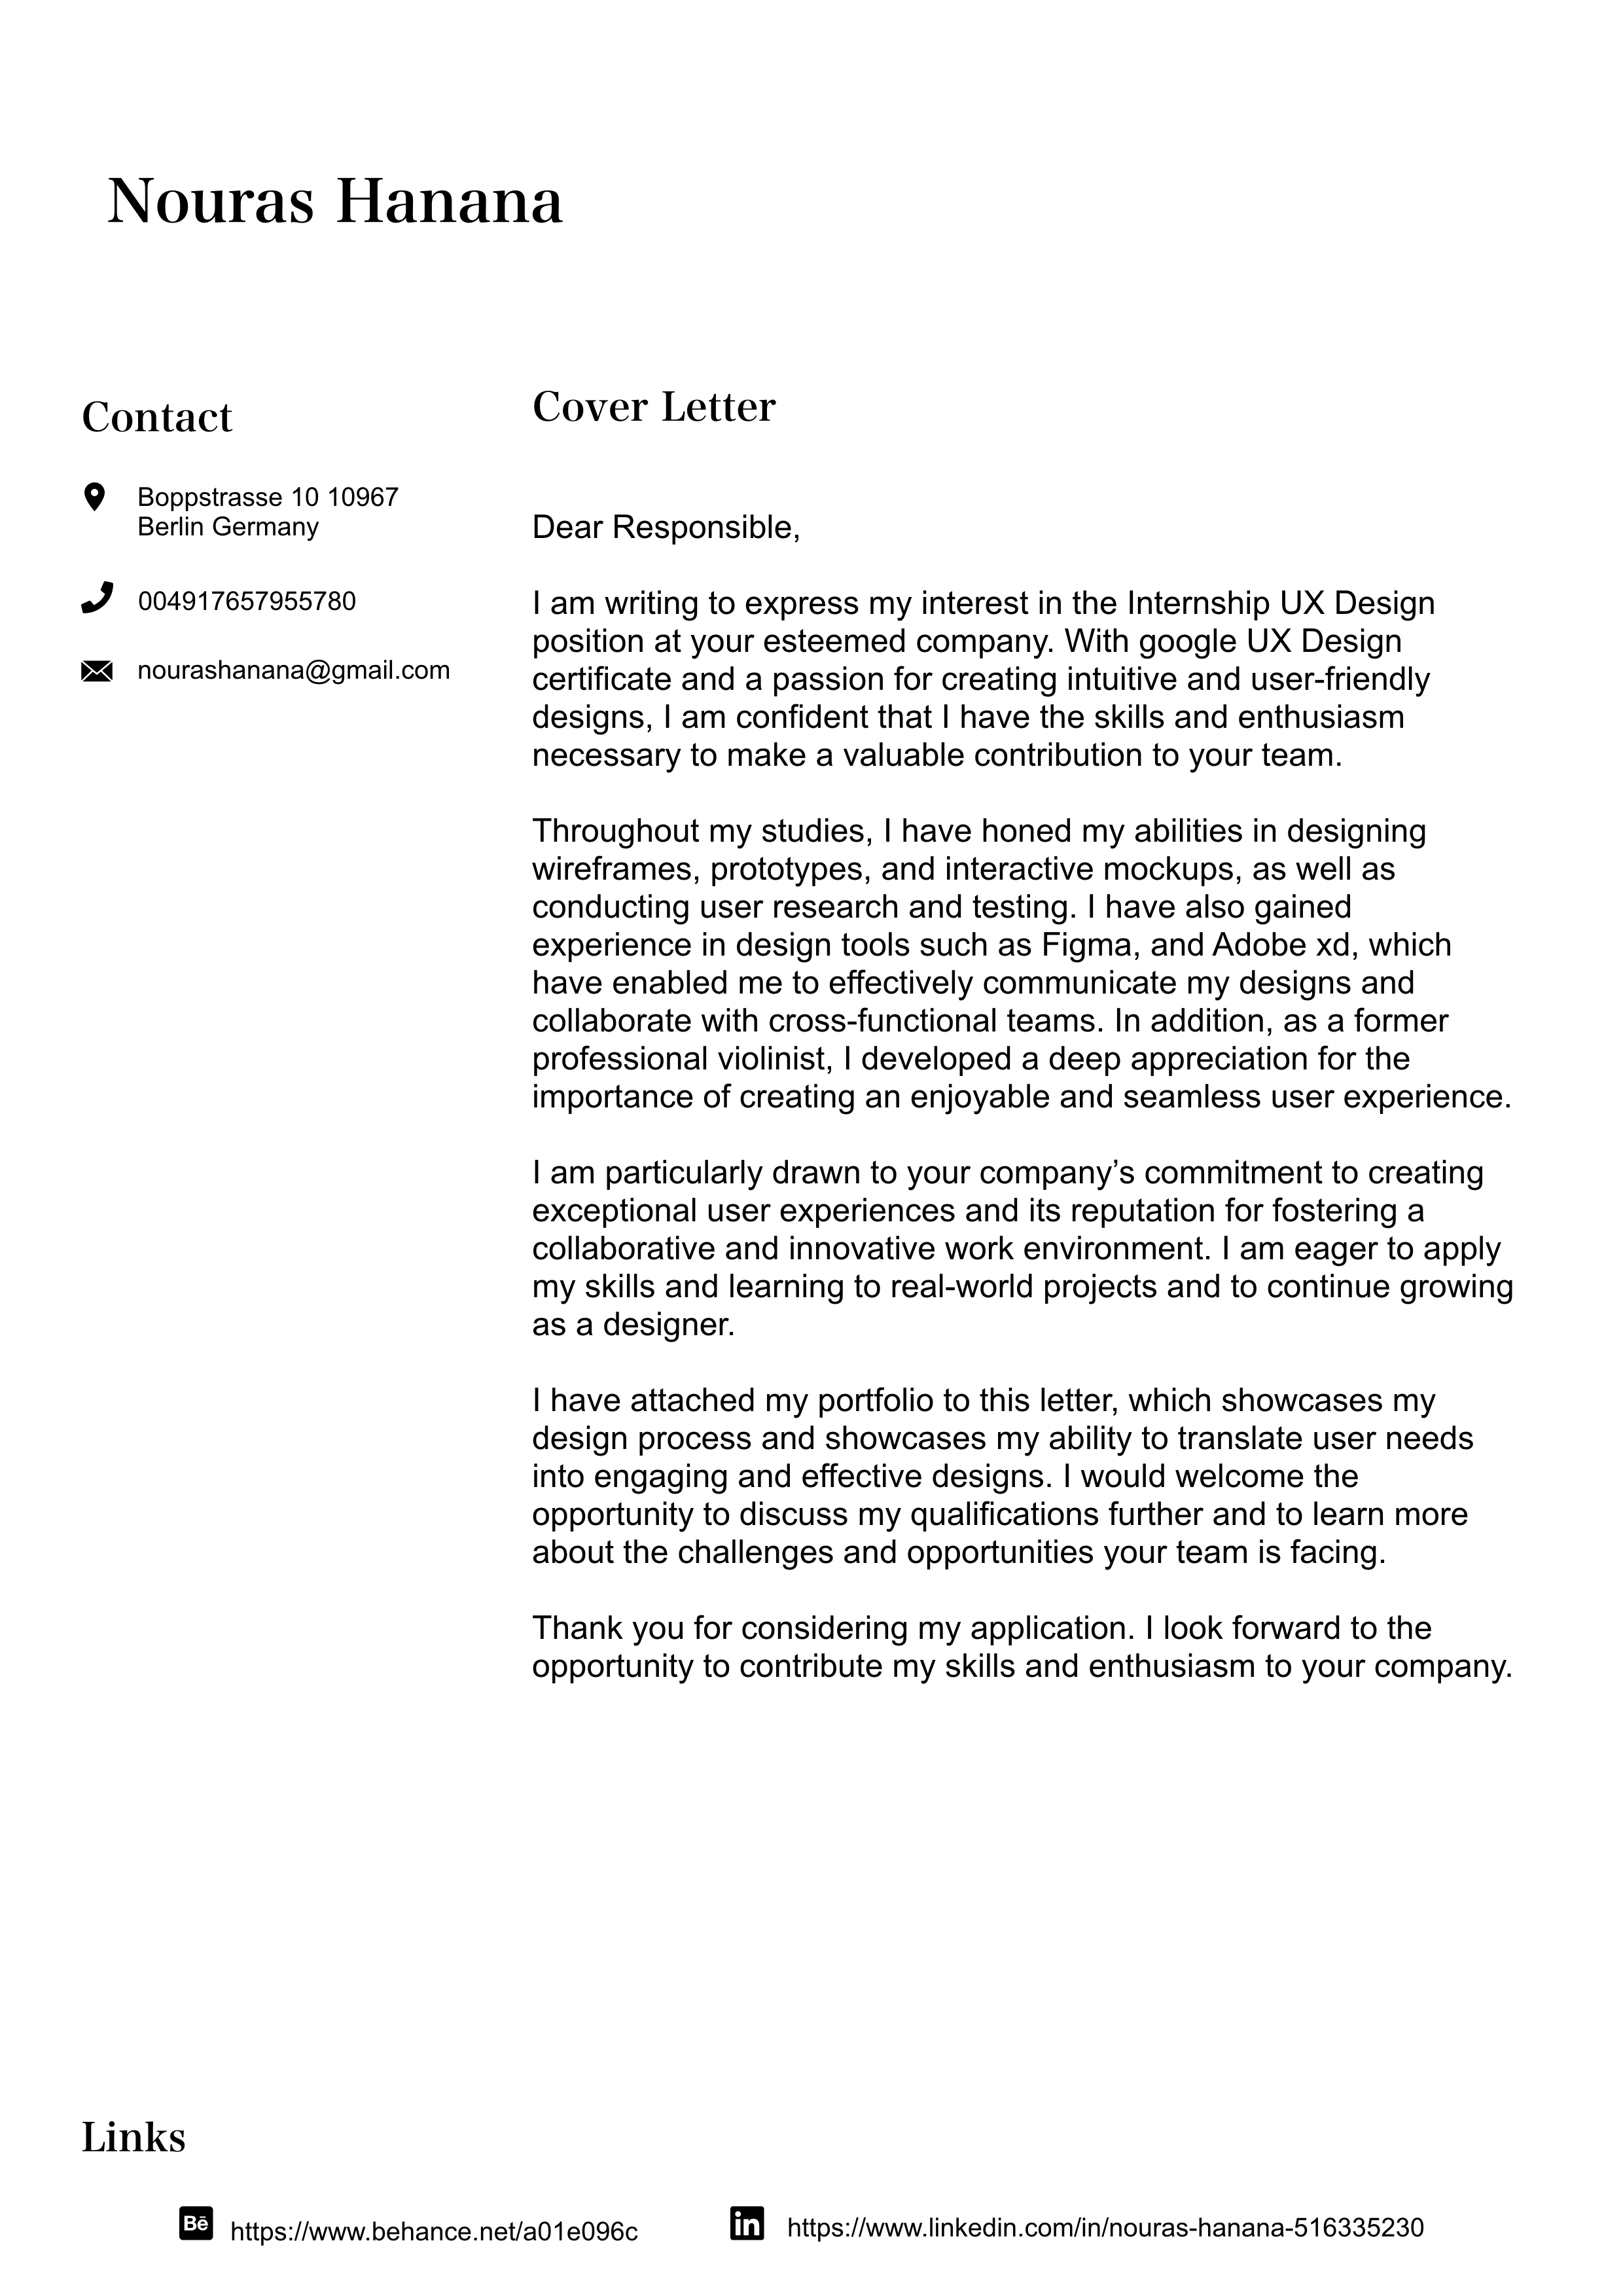 Nouras Hanana
Contact
Boppstrasse 10 10967
Berlin Germany
004917657955780
nourashanana@gmail.com
Cover Letter
Dear Responsible,
I am writing to express my interest in the Internship UX Design
position at your esteemed company. With google UX Design
certificate and a passion for creating intuitive and user-friendly
designs, I am confident that I have the skills and enthusiasm
necessary to make a valuable contribution to your team.
Throughout my studies, I have honed my abilities in designing
wireframes, prototypes, and interactive mockups, as well as
conducting user research and testing. I have also gained
experience in design tools such as Figma, and Adobe xd, which
have enabled me to effectively communicate my designs and
collaborate with cross-functional teams. In addition, as a former
professional violinist, I developed a deep appreciation for the
importance of creating an enjoyable and seamless user experience.
I am particularly drawn to your company’s commitment to creating
exceptional user experiences and its reputation for fostering a
collaborative and innovative work environment. I am eager to apply
my skills and learning to real-world projects and to continue growing
as a designer.
I have attached my portfolio to this letter, which showcases my
design process and showcases my ability to translate user needs
into engaging and effective designs. I would welcome the
opportunity to discuss my qualifications further and to learn more
about the challenges and opportunities your team is facing.
Thank you for considering my application. I look forward to the
opportunity to contribute my skills and enthusiasm to your company.
Links
Bē https://www.behance.net/a01e096c
in https://www.linkedin.com/in/nouras-hanana-516335230